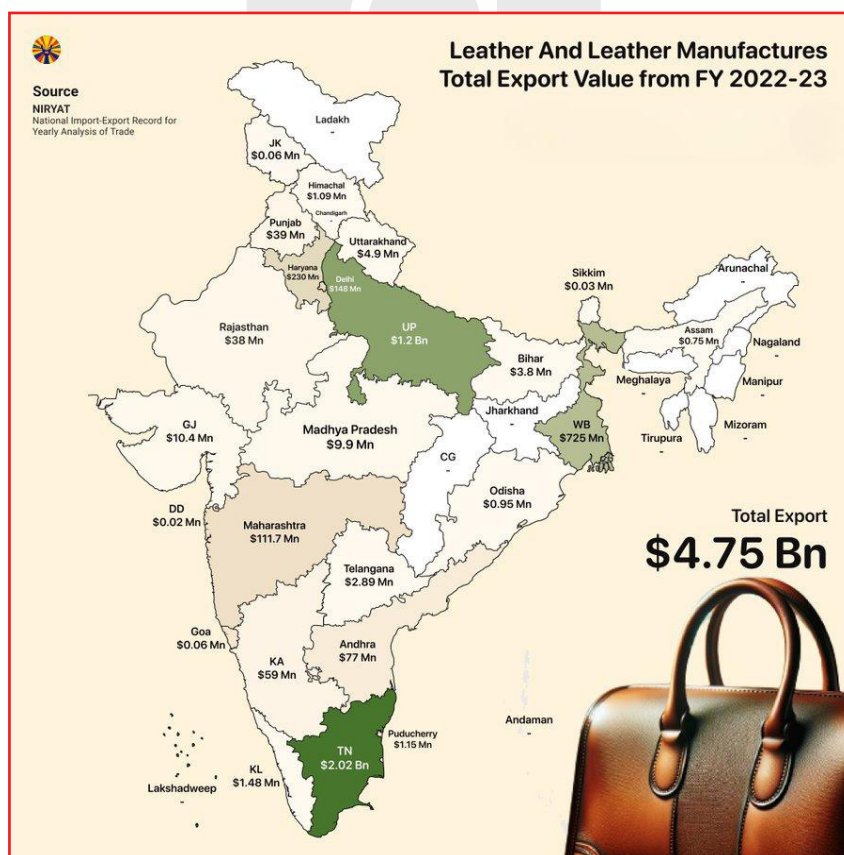 Leather And Leather Manufactures
Total Export Value from FY 2022-23
Source
NIRYAT
National Import-Export Record for
Yearly Analysis of Trade
Ladakh
-
JK
$0.06 Mn
Himachal
$1.09 Mn
Chandigarh
-
Punjab
$39 Mn
Uttarakhand
$4.9 Mn
Haryana
$230 Mn
Delhi
$148 Mn
Sikkim
$0.03 Mn
Arunachal
-
Rajasthan
$38 Mn
UP
$1.2 Bn
Assam
$0.75 Mn
Nagaland
-
Bihar
$3.8 Mn
Meghalaya
-
Manipur
-
Jharkhand
-
GJ
$10.4 Mn
Madhya Pradesh
$9.9 Mn
WB
$725 Mn
Tirupura
-
Mizoram
-
CG
-
Odisha
$0.95 Mn
DD
$0.02 Mn
Maharashtra
$111.7 Mn
Total Export
$4.75 Bn
Telangana
$2.89 Mn
Goa
$0.06 Mn
KA
$59 Mn
Andhra
$77 Mn
Andaman
-
Puducherry
$1.15 Mn
TN
$2.02 Bn
KL
$1.48 Mn
Lakshadweep
-